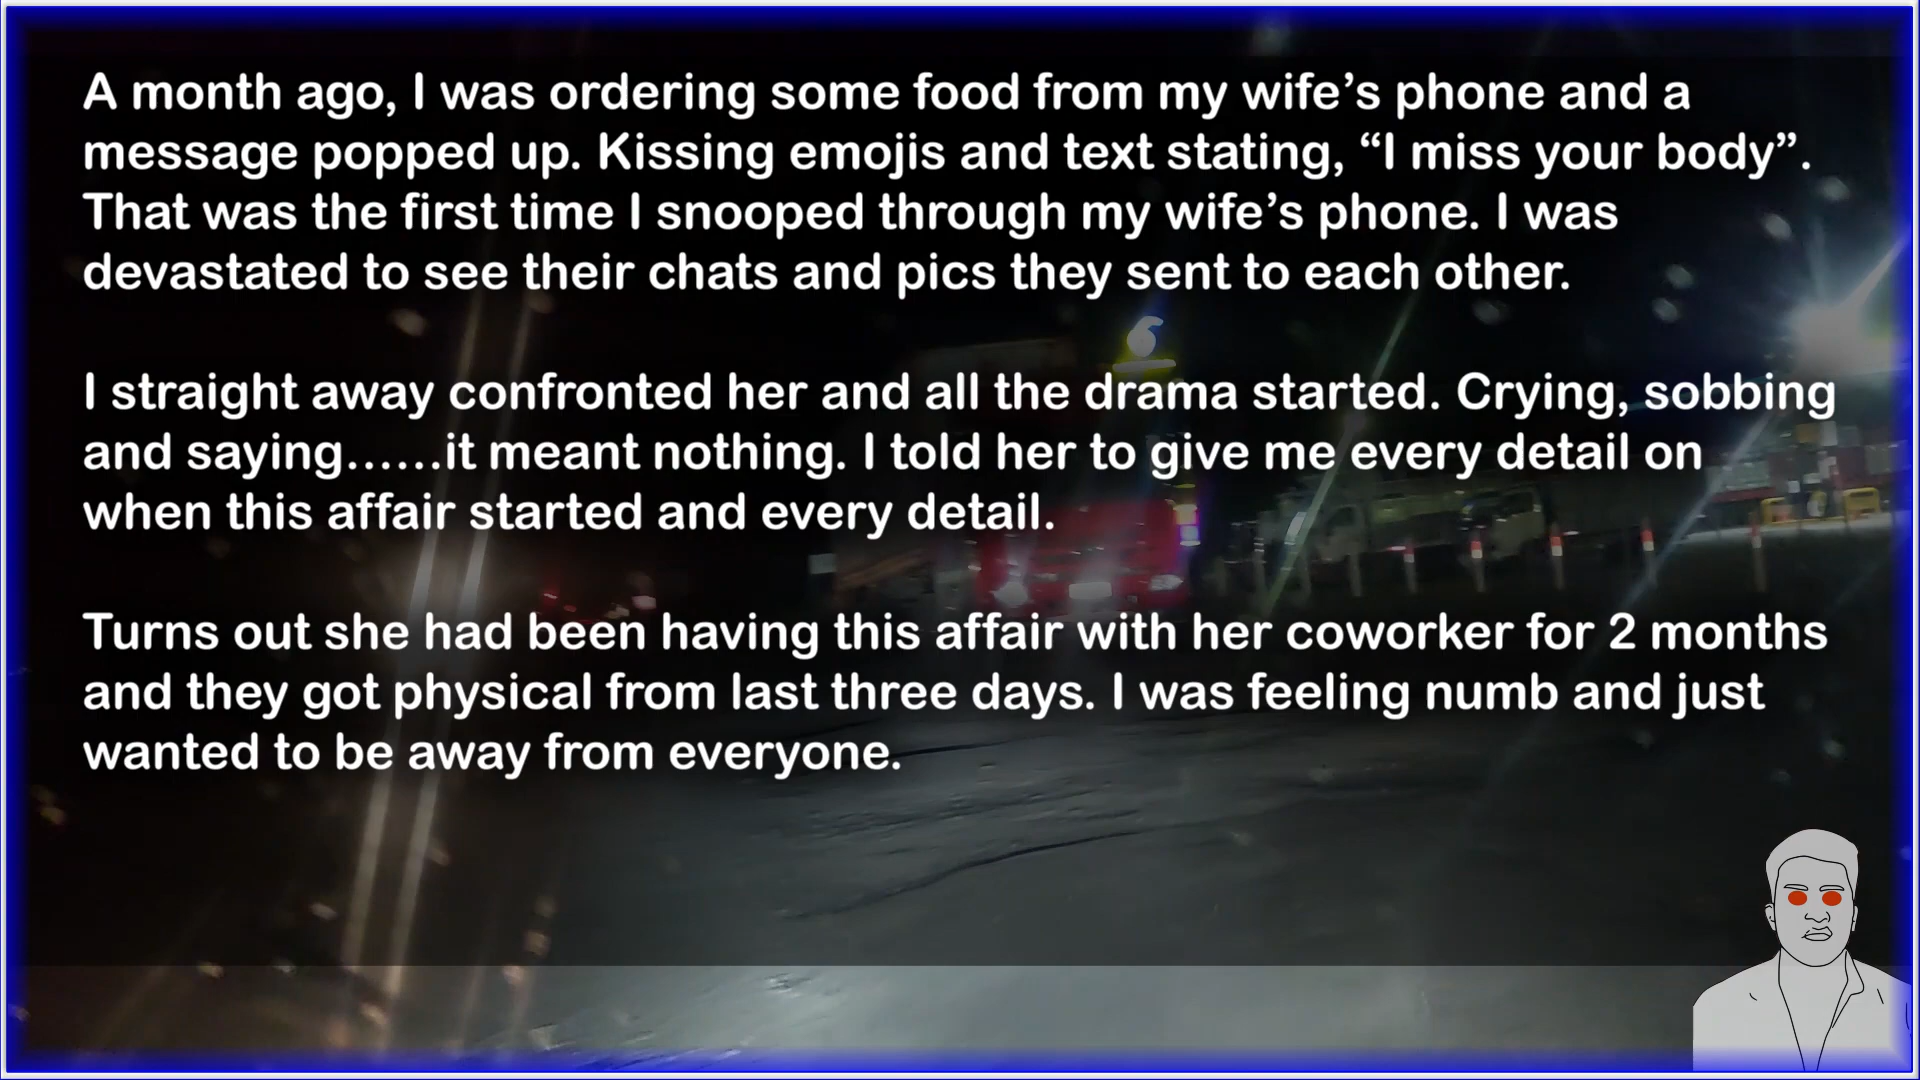 A month ago, I was ordering some food from my wife’s phone and a
message popped up. Kissing emojis and text stating, “I miss your body”.
That was the first time I snooped through my wife’s phone. I was
devastated to see their chats and pics they sent to each other.
I straight away confronted her and all the drama started. Crying, sobbing
and saying……it meant nothing. I told her to give me every detail on
when this affair started and every detail.
Turns out she had been having this affair with her coworker for 2 months
and they got physical from last three days. I was feeling numb and just
wanted to be away from everyone.